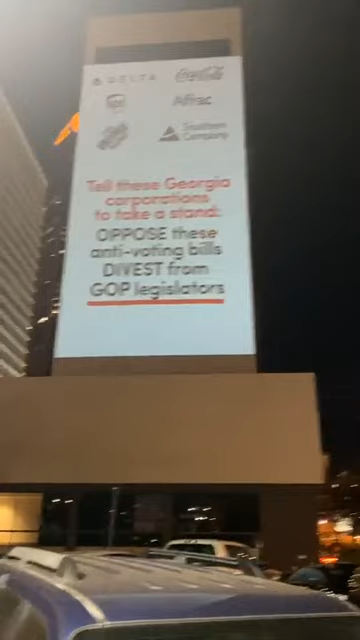 DELTA Coca-Cola
ups Aflac
Southern
Company
Tell these Georgia
corporations
to take a stand:
OPPOSE these
anti-voting bills
DIVEST from
GOP legislators